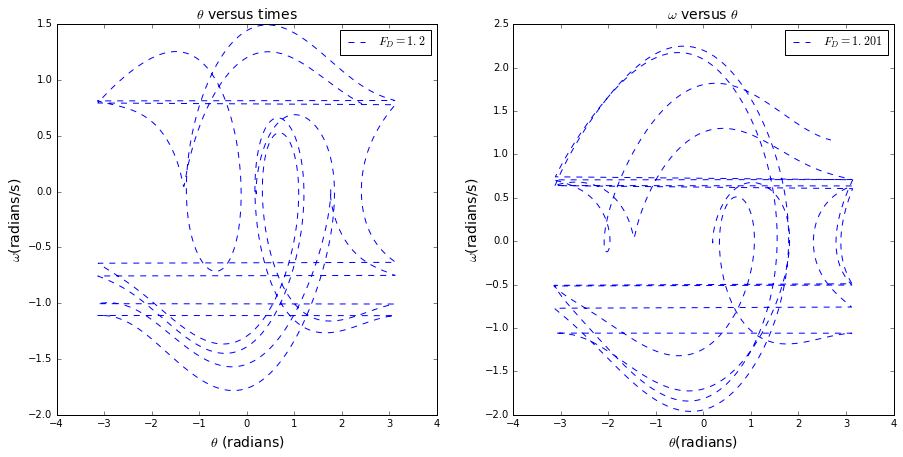 θ versus times
F_D = 1.2
1.5
1.0
0.5
0.0
−0.5
−1.0
−1.5
−2.0
ω(radians/s)
−4 −3 −2 −1 0 1 2 3 4
θ (radians)
ω versus θ
F_D = 1.201
2.5
2.0
1.5
1.0
0.5
0.0
−0.5
−1.0
−1.5
−2.0
ω(radians/s)
−4 −3 −2 −1 0 1 2 3 4
θ(radians)